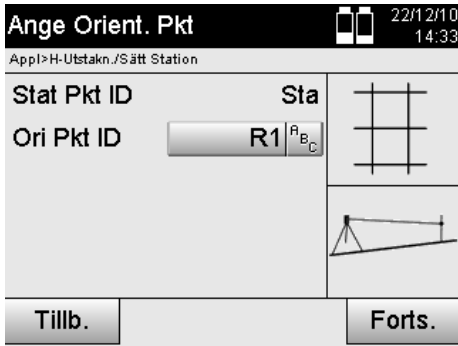 Ange Orient. Pkt
22/12/10
14:33
Appl>H-Utstakn./Sätt Station
Stat Pkt ID Sta
Ori Pkt ID R1 ABC
Tillb. Forts.